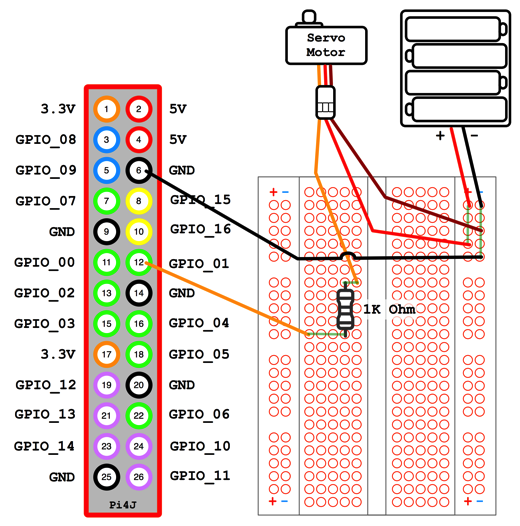 Servo
Motor
+ −
3.3V 1 2 5V
GPIO_08 3 4 5V
GPIO_09 5 6 GND
GPIO_07 7 8 GPIO_15
GND 9 10 GPIO_16
GPIO_00 11 12 GPIO_01
GPIO_02 13 14 GND
GPIO_03 15 16 GPIO_04
3.3V 17 18 GPIO_05
GPIO_12 19 20 GND
GPIO_13 21 22 GPIO_06
GPIO_14 23 24 GPIO_10
GND 25 26 GPIO_11
Pi4J
+ − + −
1K Ohm
+ − + −